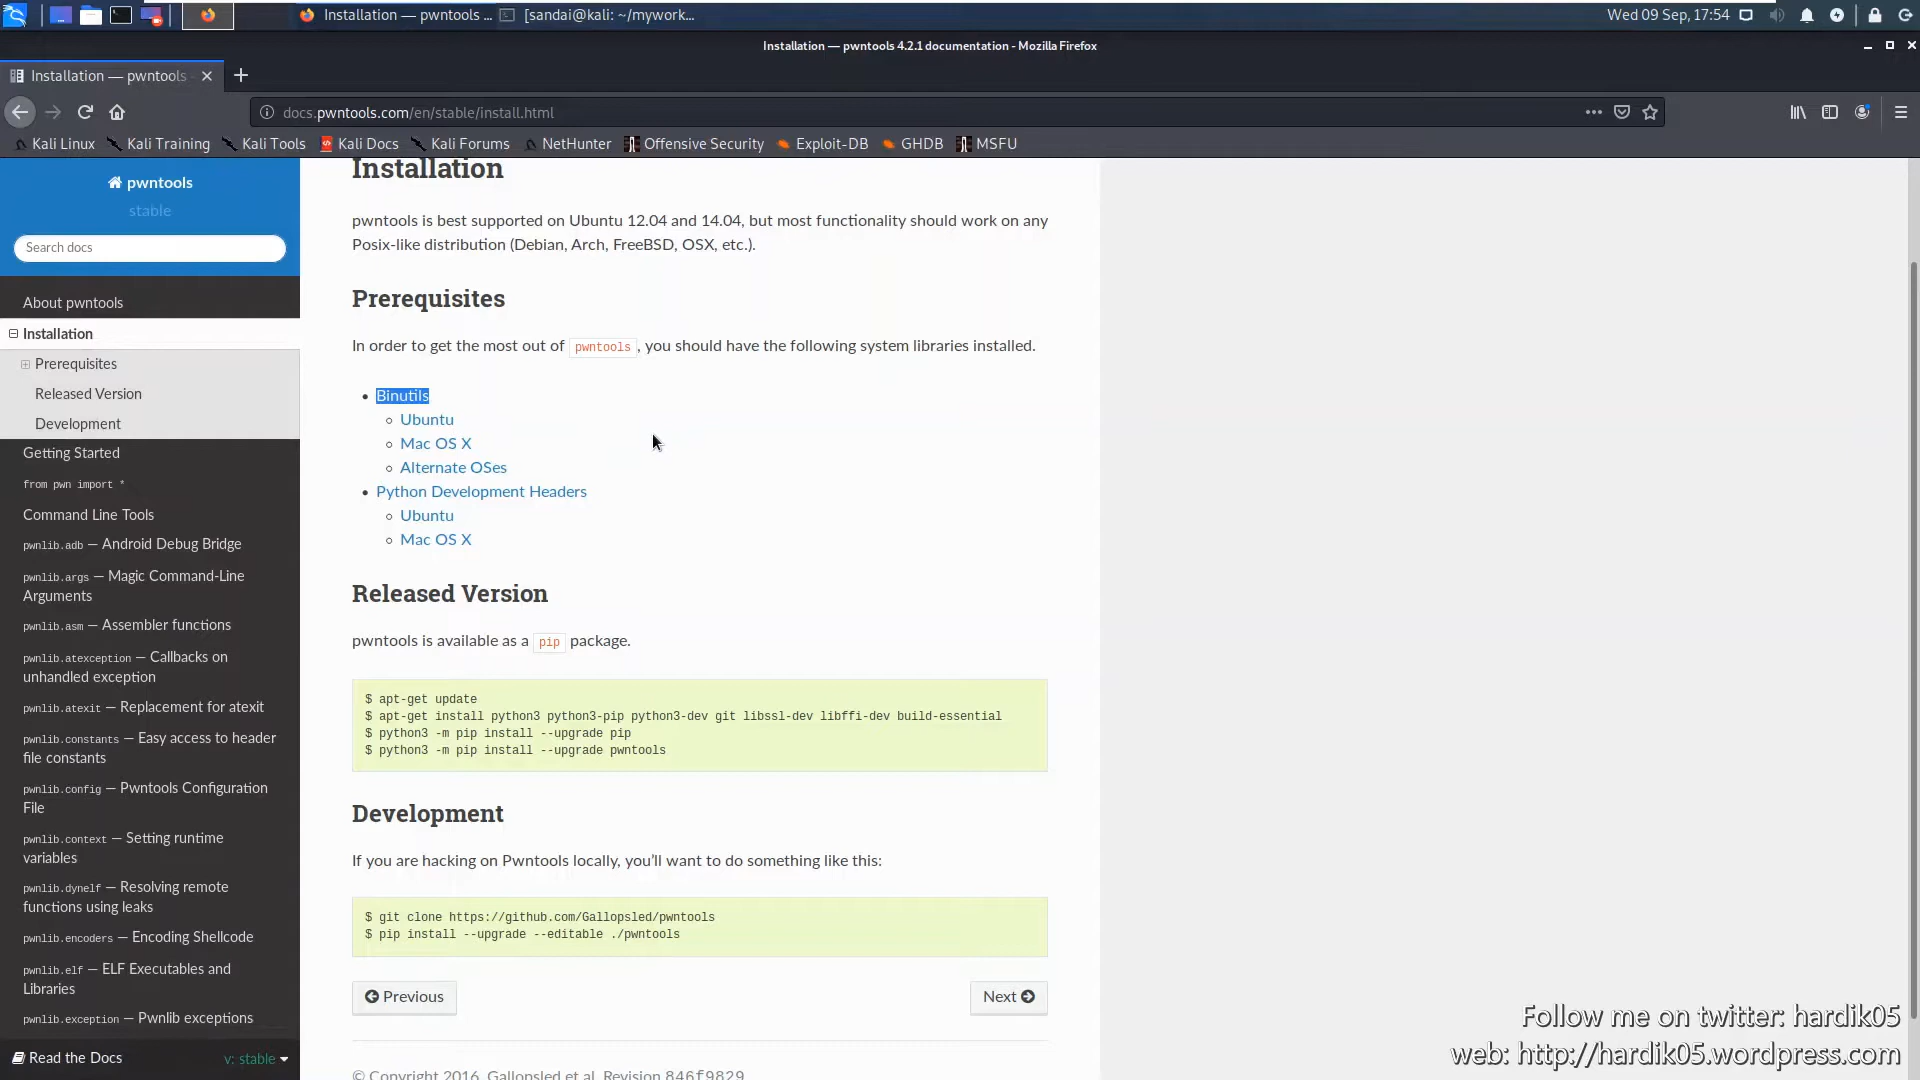 Installation — pwntools ...
[sandai@kali: ~/mywork...
Wed 09 Sep, 17:54
Installation — pwntools 4.2.1 documentation - Mozilla Firefox
Installation — pwntools
docs.pwntools.com/en/stable/install.html
Kali Linux
Kali Training
Kali Tools
Kali Docs
Kali Forums
NetHunter
Offensive Security
Exploit-DB
GHDB
MSFU
pwntools
stable
Search docs
About pwntools
Installation
Prerequisites
Released Version
Development
Getting Started
from pwn import *
Command Line Tools
pwnlib.adb — Android Debug Bridge
pwnlib.args — Magic Command-Line
Arguments
pwnlib.asm — Assembler functions
pwnlib.atexception — Callbacks on
unhandled exception
pwnlib.atexit — Replacement for atexit
pwnlib.constants — Easy access to header
file constants
pwnlib.config — Pwntools Configuration
File
pwnlib.context — Setting runtime
variables
pwnlib.dynelf — Resolving remote
functions using leaks
pwnlib.encoders — Encoding Shellcode
pwnlib.elf — ELF Executables and
Libraries
pwnlib.exception — Pwnlib exceptions
Read the Docs
v: stable
Installation
pwntools is best supported on Ubuntu 12.04 and 14.04, but most functionality should work on any
Posix-like distribution (Debian, Arch, FreeBSD, OSX, etc.).
Prerequisites
In order to get the most out of pwntools, you should have the following system libraries installed.
Binutils
Ubuntu
Mac OS X
Alternate OSes
Python Development Headers
Ubuntu
Mac OS X
Released Version
pwntools is available as a pip package.
$ apt-get update
$ apt-get install python3 python3-pip python3-dev git libssl-dev libffi-dev build-essential
$ python3 -m pip install --upgrade pip
$ python3 -m pip install --upgrade pwntools
Development
If you are hacking on Pwntools locally, you'll want to do something like this:
$ git clone https://github.com/Gallopsled/pwntools
$ pip install --upgrade --editable ./pwntools
Previous
Next
© Copyright 2016, Gallopsled et al. Revision 846f9829
Follow me on twitter: hardik05
web: http://hardik05.wordpress.com